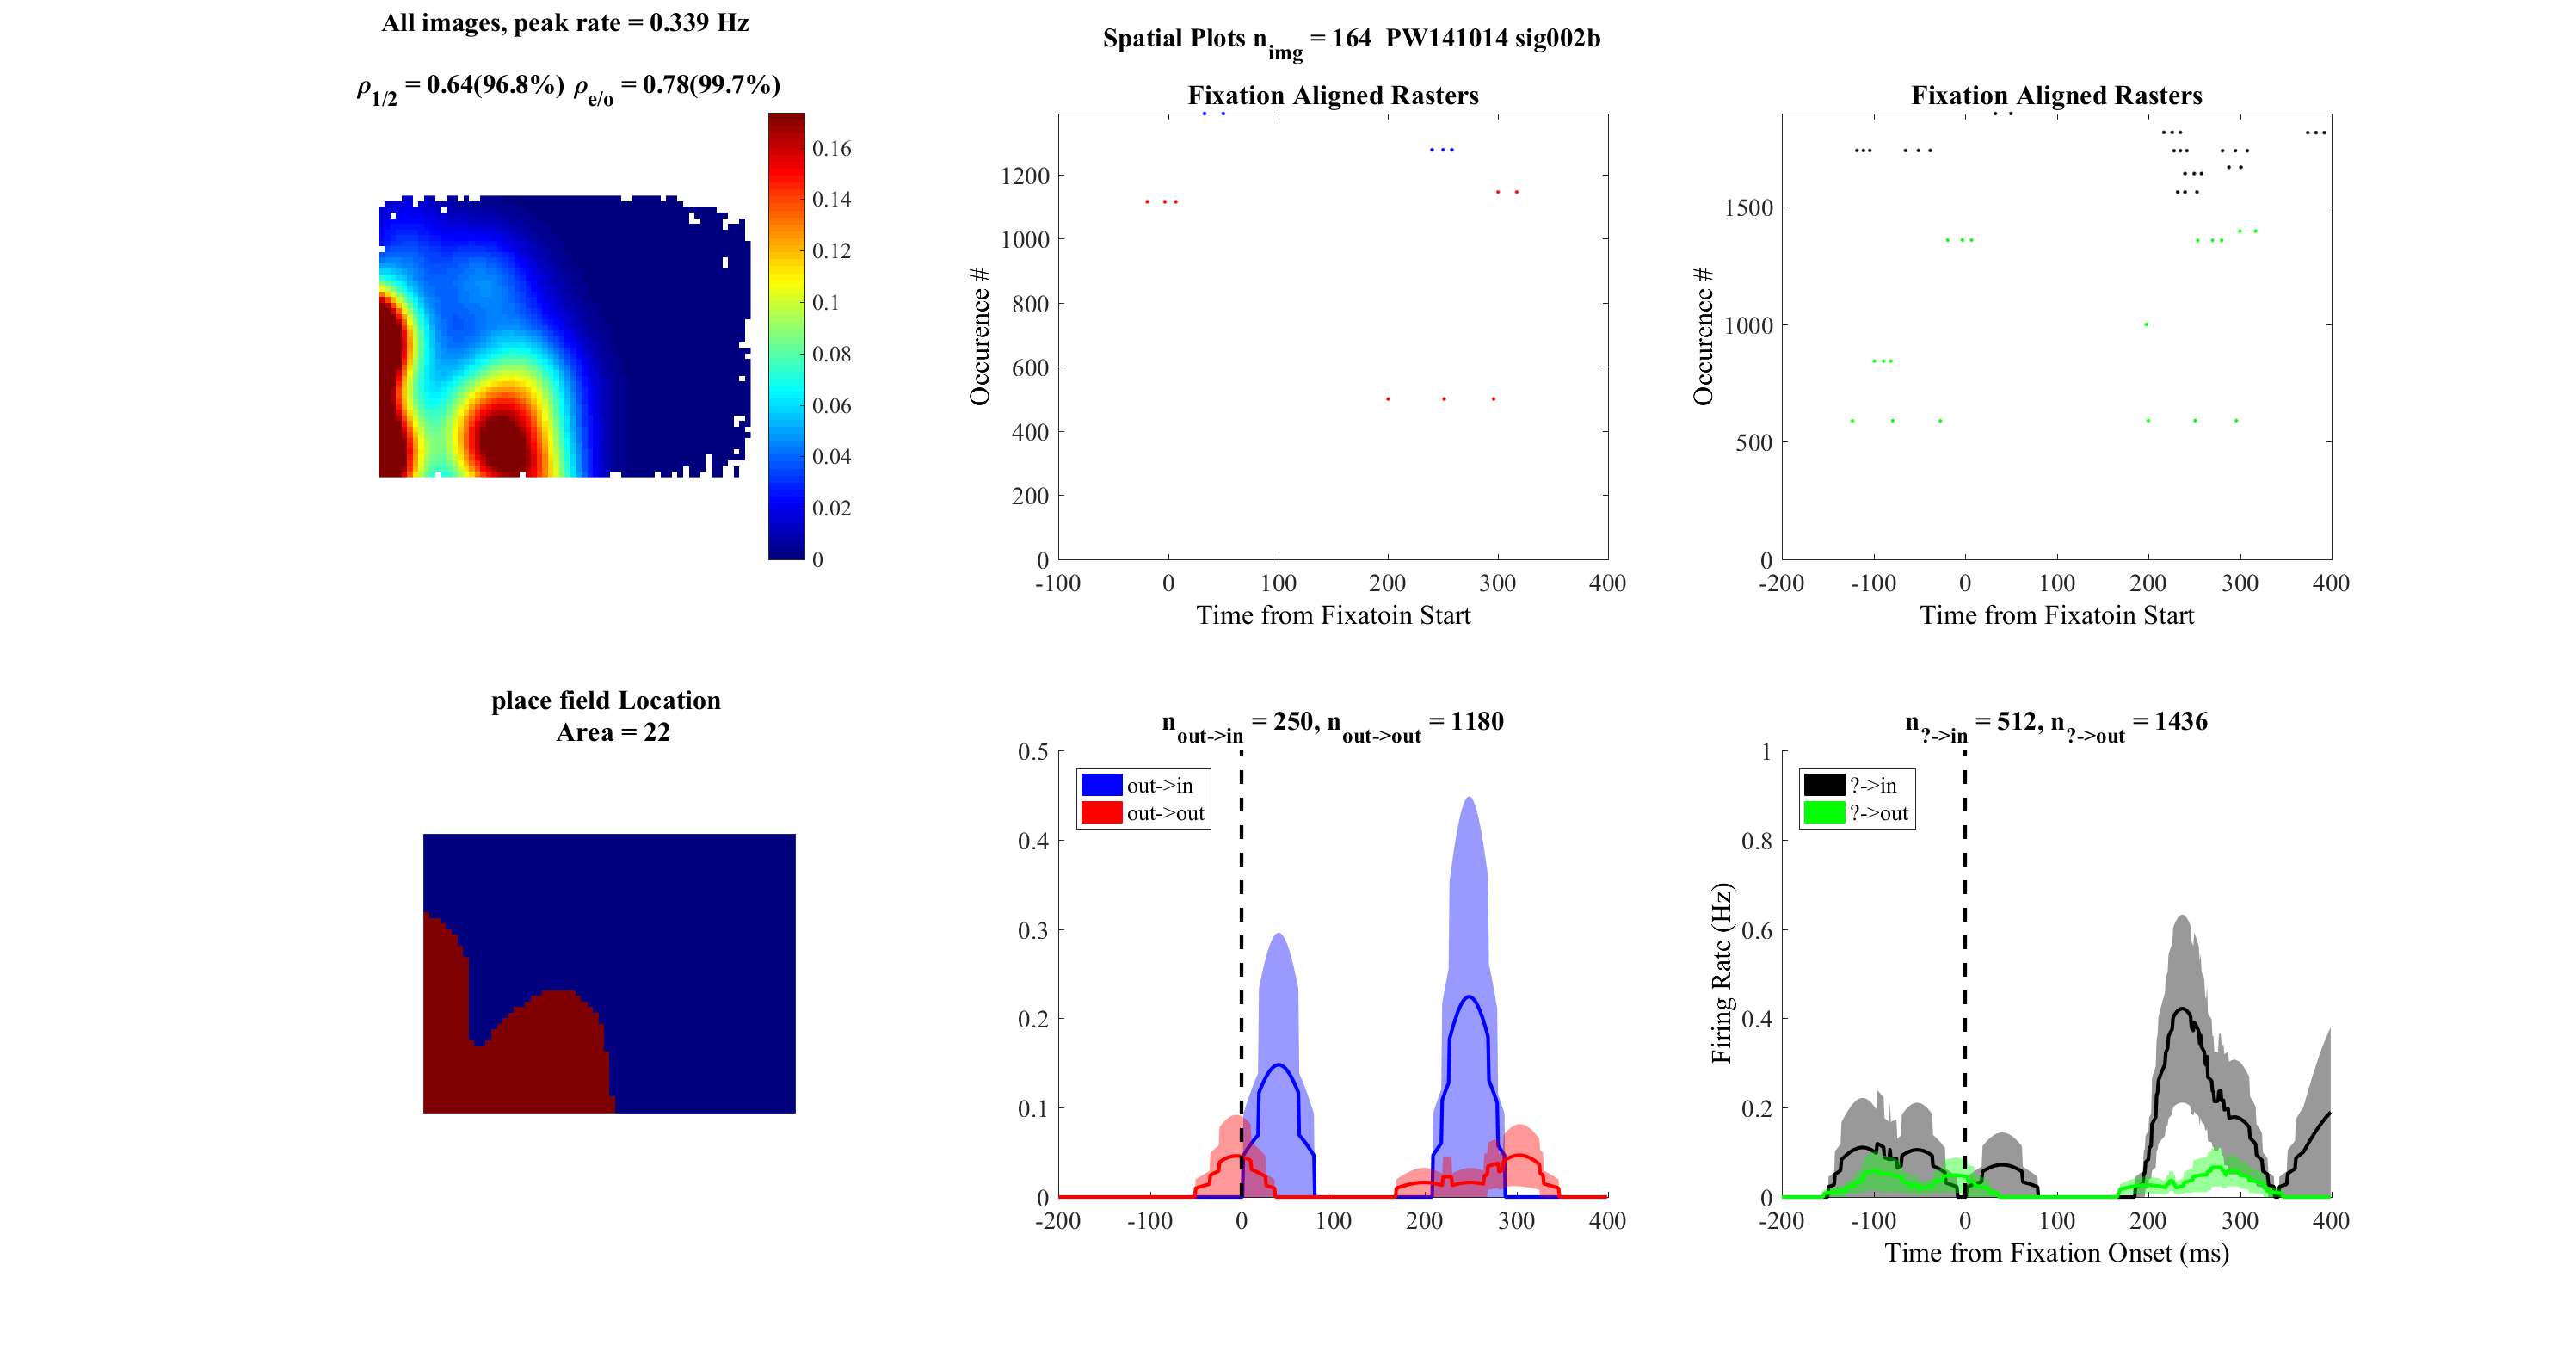 All images, peak rate = 0.339 Hz
ρ1/2 = 0.64(96.8%) ρe/o = 0.78(99.7%)
0.16
0.14
0.12
0.1
0.08
0.06
0.04
0.02
0
Spatial Plots nimg = 164 PW141014 sig002b
Fixation Aligned Rasters
Occurence #
1200
1000
800
600
400
200
0
-100 0 100 200 300 400
Time from Fixatoin Start
Fixation Aligned Rasters
Occurence #
1500
1000
500
0
-200 -100 0 100 200 300 400
Time from Fixatoin Start
place field Location
Area = 22
nout->in = 250, nout->out = 1180
0.5
0.4
0.3
0.2
0.1
0
out->in
out->out
-200 -100 0 100 200 300 400
n?->in = 512, n?->out = 1436
Firing Rate (Hz)
1
0.8
0.6
0.4
0.2
0
?->in
?->out
-200 -100 0 100 200 300 400
Time from Fixation Onset (ms)